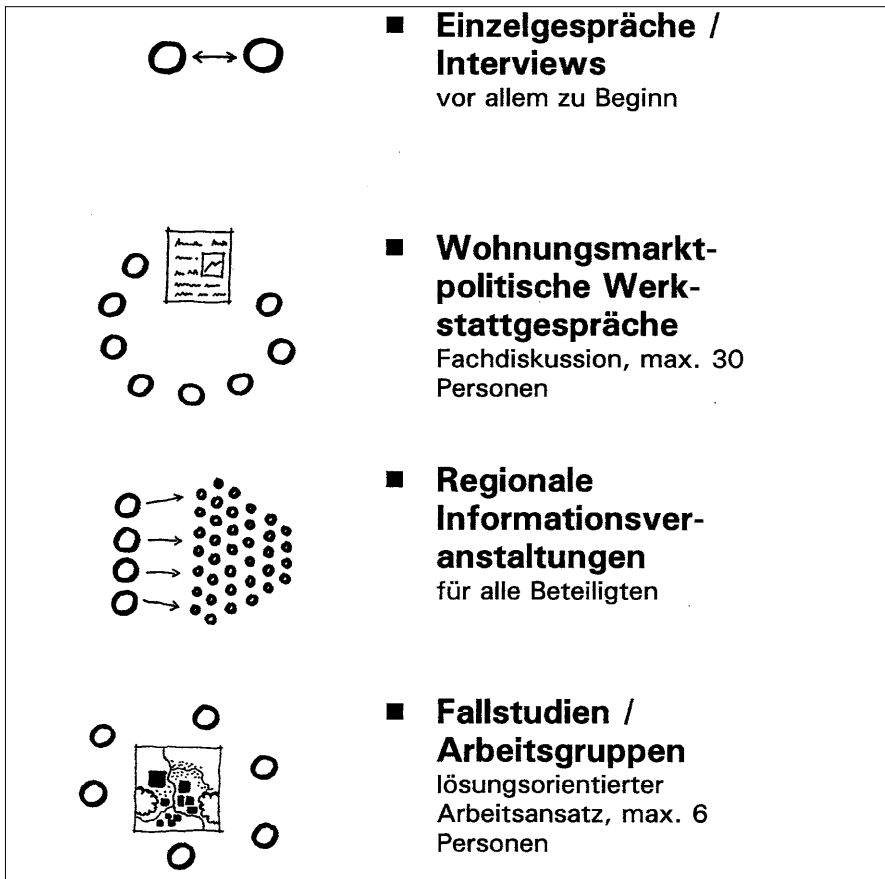 ■ Einzelgespräche /
Interviews
vor allem zu Beginn
■ Wohnungsmarkt-
politische Werk-
stattgespräche
Fachdiskussion, max. 30
Personen
■ Regionale
Informationsver-
anstaltungen
für alle Beteiligten
■ Fallstudien /
Arbeitsgruppen
lösungsorientierter
Arbeitsansatz, max. 6
Personen